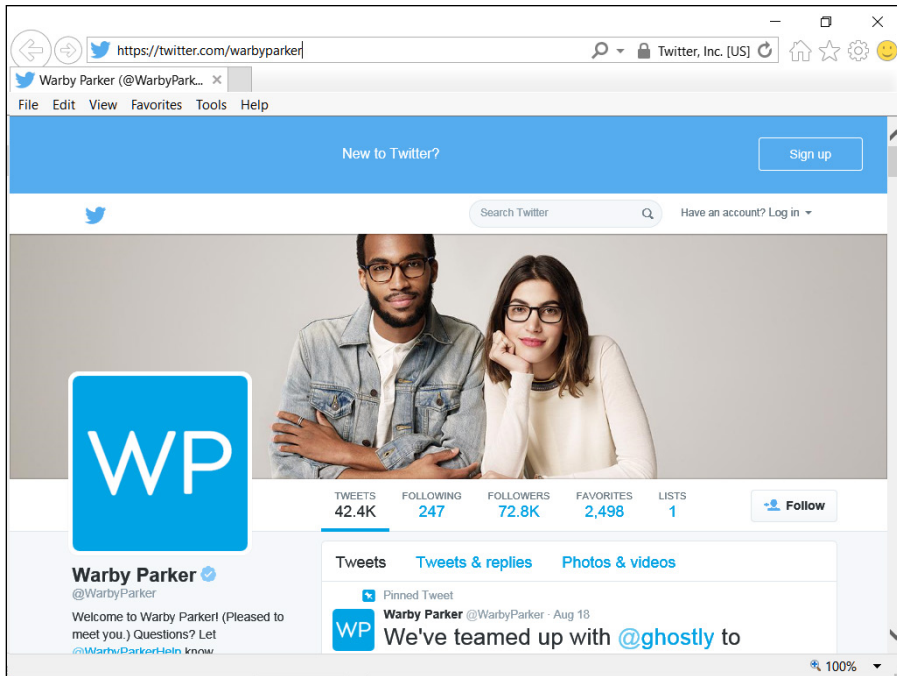 https://twitter.com/warbyparker
Twitter, Inc. [US]
Warby Parker (@WarbyPark...
File Edit View Favorites Tools Help
New to Twitter?
Sign up
Search Twitter
Have an account? Log in
WP
TWEETS FOLLOWING FOLLOWERS FAVORITES LISTS
42.4K 247 72.8K 2,498 1
Follow
Tweets Tweets & replies Photos & videos
Warby Parker
@WarbyParker
Welcome to Warby Parker! (Pleased to
meet you.) Questions? Let
@WarbyParkerHelp know
Pinned Tweet
WP
Warby Parker @WarbyParker · Aug 18
We've teamed up with @ghostly to
100%